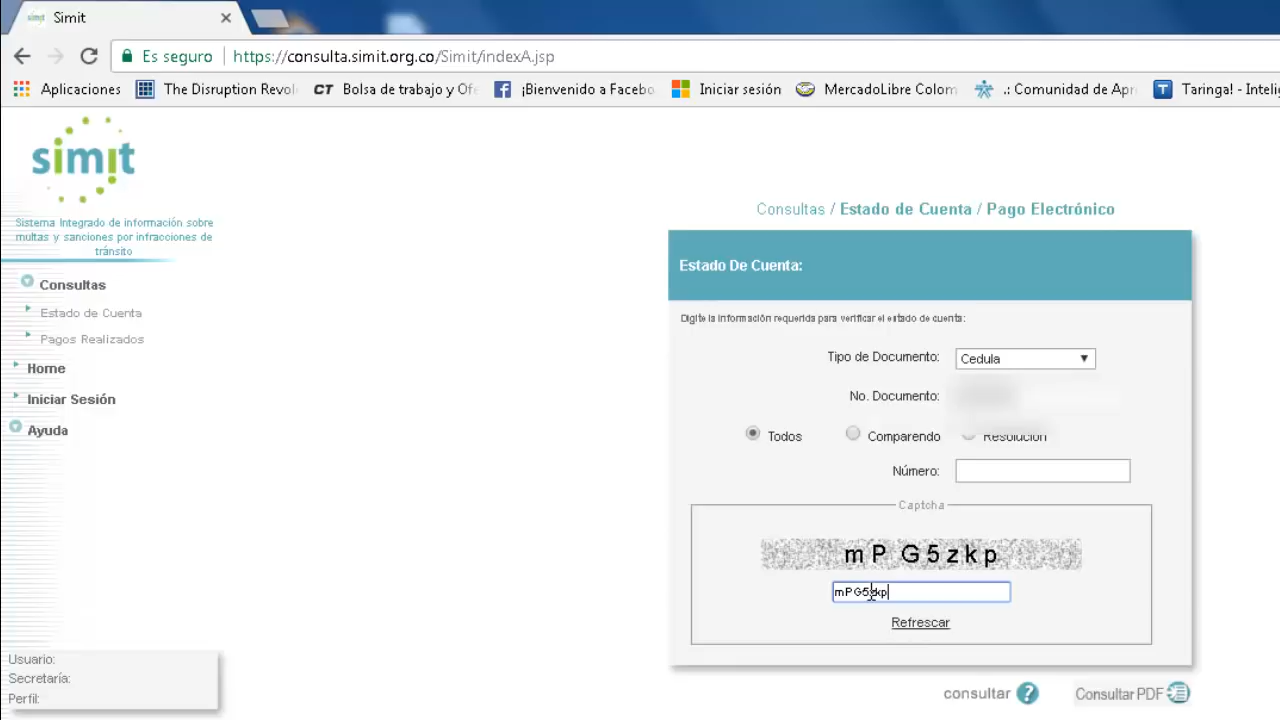 simit Simit
Es seguro https://consulta.simit.org.co/Simit/indexA.jsp
Aplicaciones The Disruption Revol CT Bolsa de trabajo y Ofe ¡Bienvenido a Facebo Iniciar sesión MercadoLibre Colom .: Comunidad de Apr T Taringa! - Intelig
simit
Sistema Integrado de información sobre
multas y sanciones por infracciones de
tránsito
Consultas
Estado de Cuenta
Pagos Realizados
Home
Iniciar Sesión
Ayuda
Usuario:
Secretaría:
Perfil:
Consultas / Estado de Cuenta / Pago Electrónico
Estado De Cuenta:
Digite la información requerida para verificar el estado de cuenta:
Tipo de Documento: Cedula
No. Documento:
Todos Comparendo Resolución
Número:
Captcha
mP G5zkp
mPG5zkp
Refrescar
consultar ? Consultar PDF